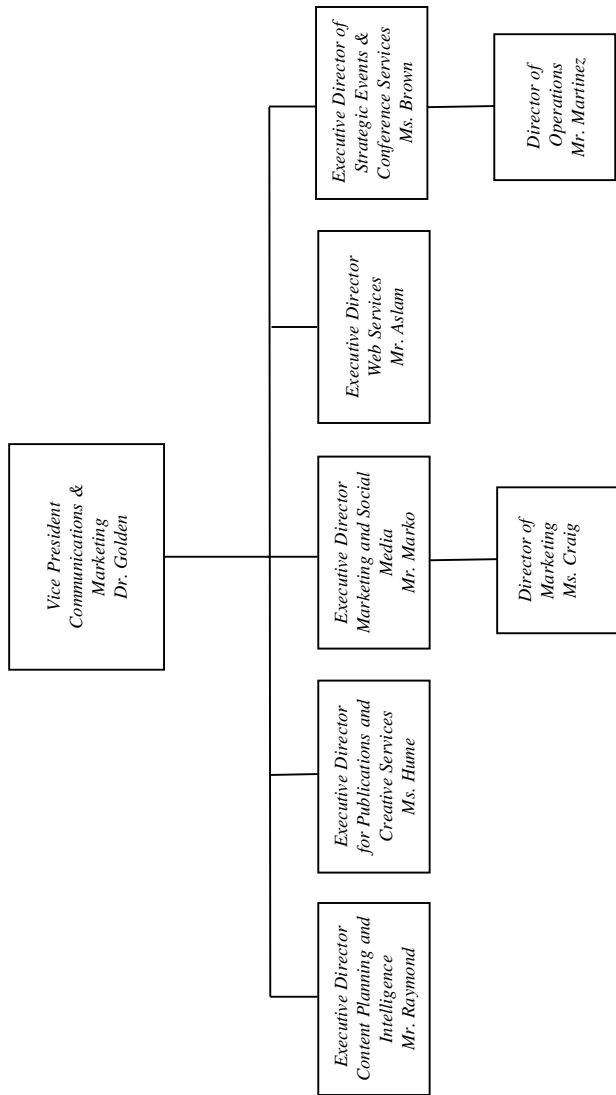 Vice President
Communications &
Marketing
Dr. Golden
Executive Director
Content Planning and
Intelligence
Mr. Raymond
Executive Director
for Publications and
Creative Services
Ms. Hume
Executive Director
Marketing and Social
Media
Mr. Marko
Executive Director
Web Services
Mr. Aslam
Executive Director of
Strategic Events &
Conference Services
Ms. Brown
Director of
Marketing
Ms. Craig
Director of
Operations
Mr. Martinez